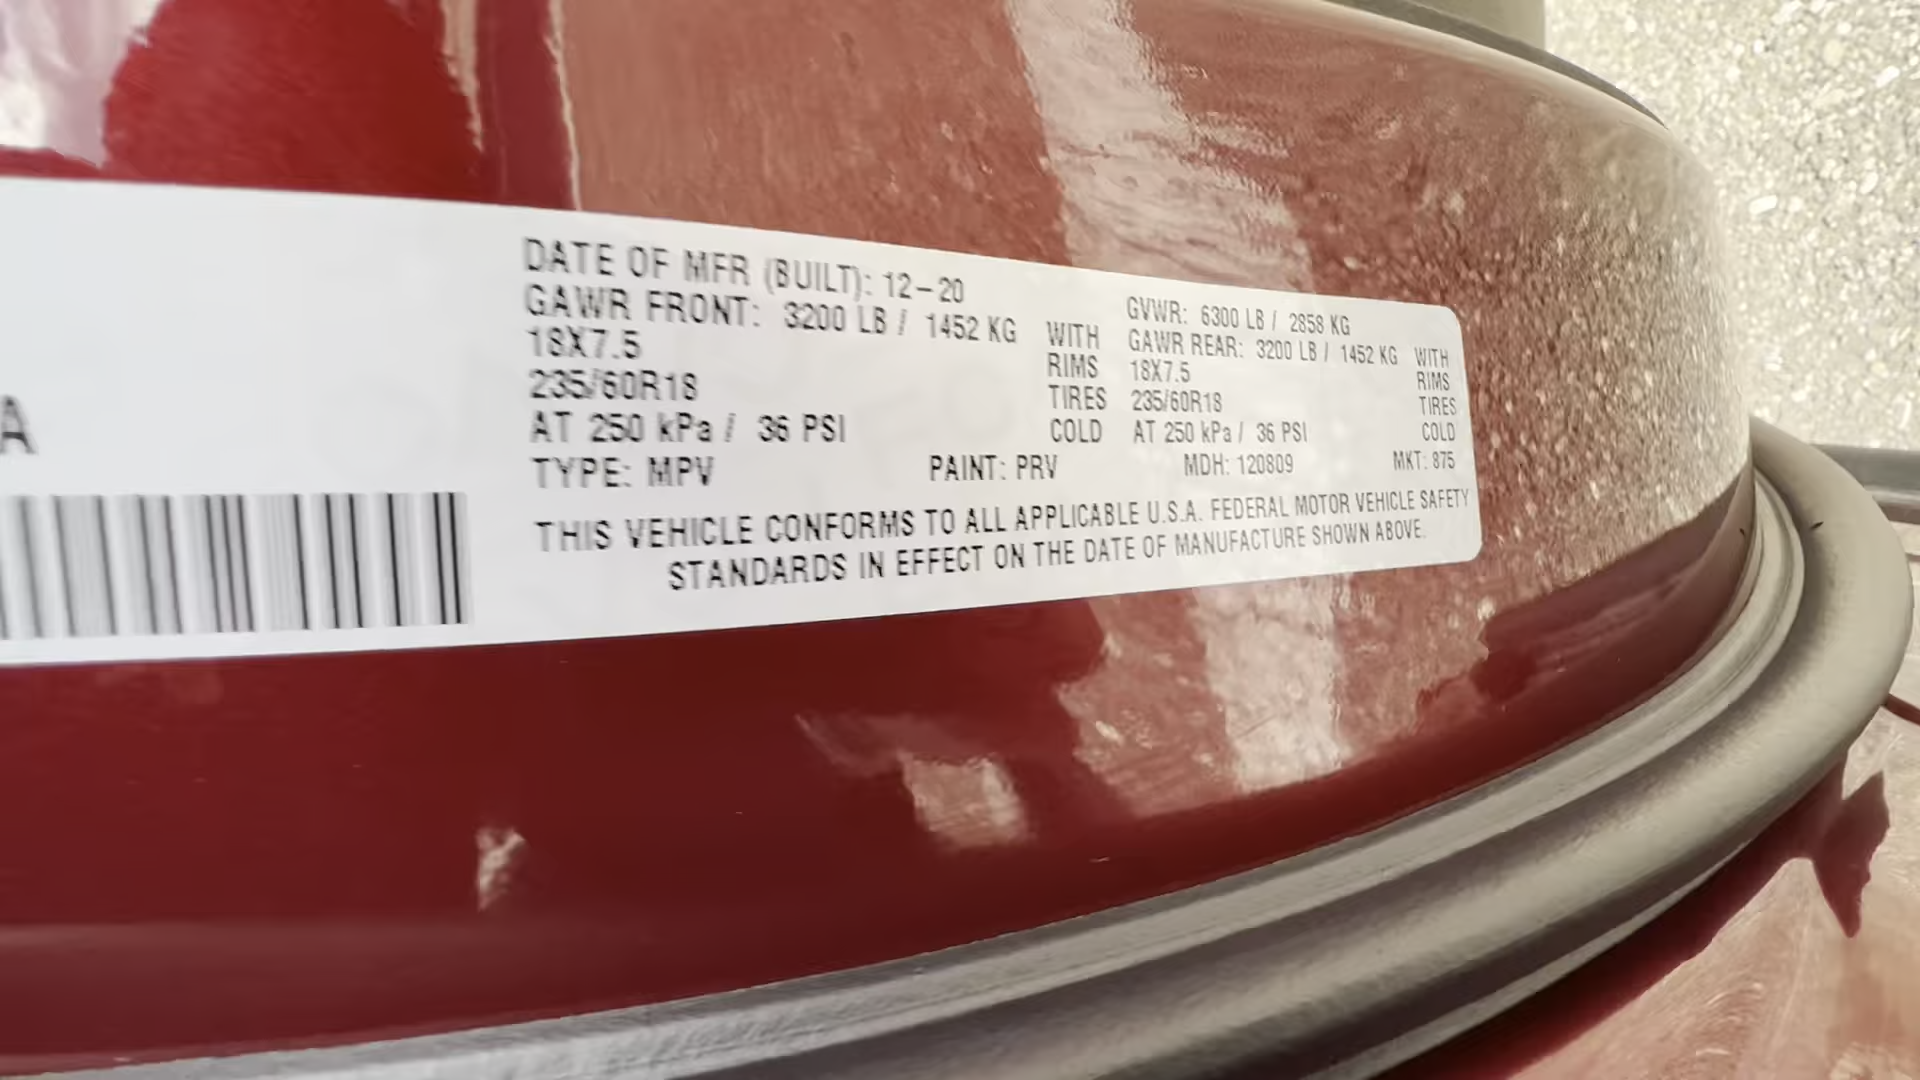 DATE OF MFR (BUILT): 12-20
GAWR FRONT: 3200 LB / 1452 KG WITH
18X7.5 RIMS
235/60R18 TIRES
AT 250 kPa / 36 PSI COLD
GVWR: 6300 LB / 2858 KG
GAWR REAR: 3200 LB / 1452 KG WITH
18X7.5 RIMS
235/60R18 TIRES
AT 250 kPa / 36 PSI COLD
TYPE: MPV PAINT: PRV MDH: 120809 MKT: 875
THIS VEHICLE CONFORMS TO ALL APPLICABLE U.S.A. FEDERAL MOTOR VEHICLE SAFETY
STANDARDS IN EFFECT ON THE DATE OF MANUFACTURE SHOWN ABOVE.
A